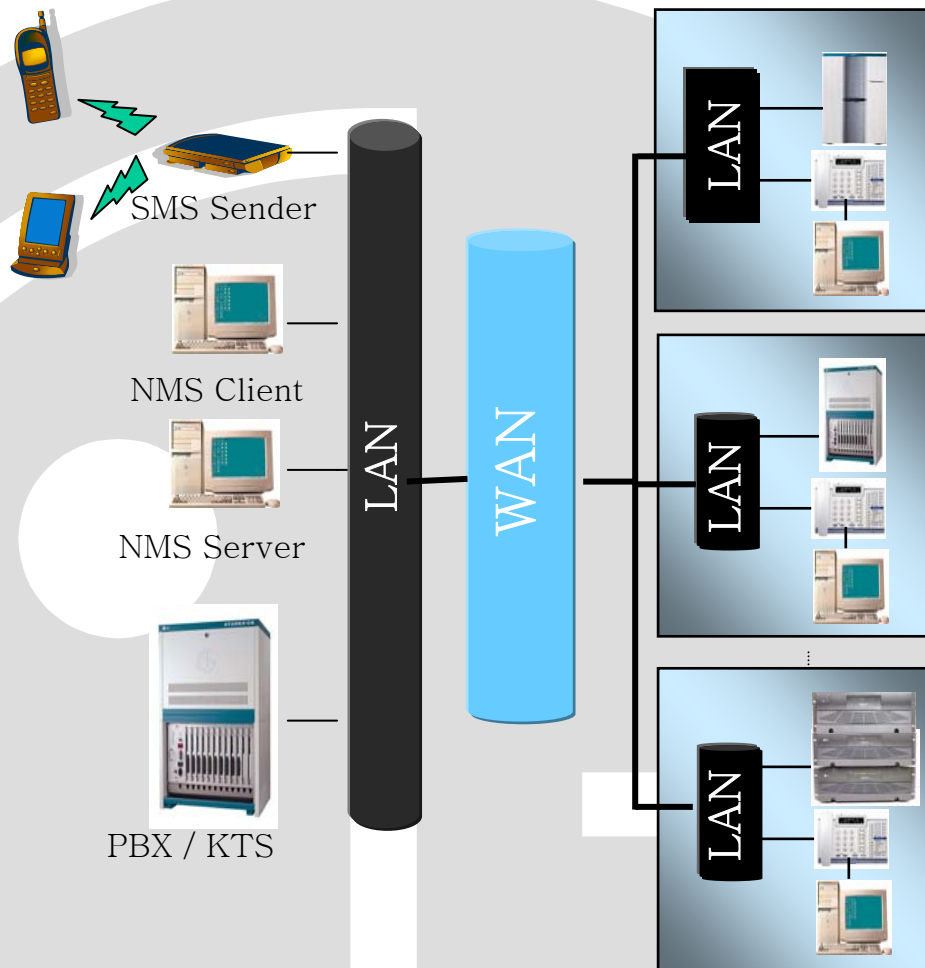 SMS Sender
NMS Client
NMS Server
PBX / KTS
LAN
WAN
LAN
LAN
LAN